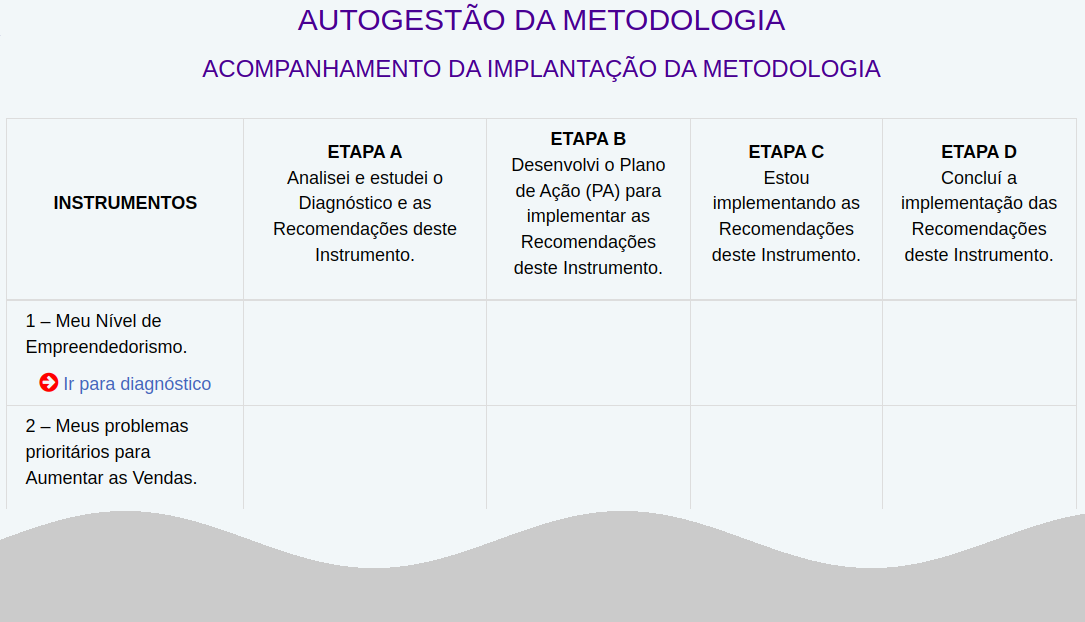 AUTOGESTÃO DA METODOLOGIA
ACOMPANHAMENTO DA IMPLANTAÇÃO DA METODOLOGIA
INSTRUMENTOS
ETAPA A
Analisei e estudei o
Diagnóstico e as
Recomendações deste
Instrumento.
ETAPA B
Desenvolvi o Plano
de Ação (PA) para
implementar as
Recomendações
deste Instrumento.
ETAPA C
Estou
implementando as
Recomendações
deste Instrumento.
ETAPA D
Concluí a
implementação das
Recomendações
deste Instrumento.
1 – Meu Nível de
Empreendedorismo.
Ir para diagnóstico
2 – Meus problemas
prioritários para
Aumentar as Vendas.